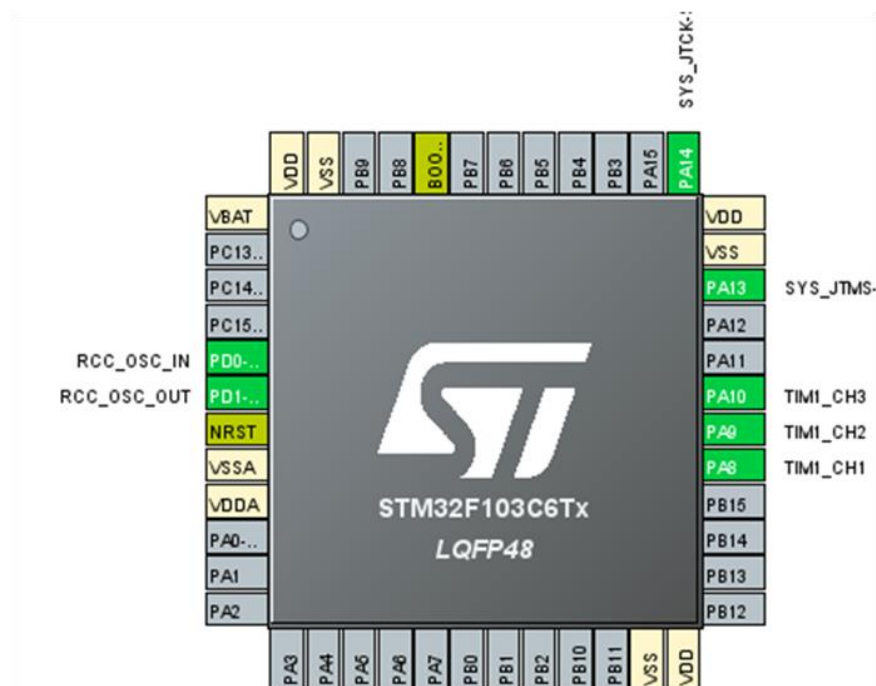 SYS_JTCK-
VDD
VSS
PB9
PB8
BOO..
PB7
PB6
PB5
PB4
PB3
PA15
PA14
VBAT
PC13..
PC14..
PC15..
RCC_OSC_IN PD0-..
RCC_OSC_OUT PD1-..
NRST
VSSA
VDDA
PA0-..
PA1
PA2
VDD
VSS
PA13 SYS_JTMS-
PA12
PA11
PA10 TIM1_CH3
PA9 TIM1_CH2
PA8 TIM1_CH1
PB15
PB14
PB13
PB12
ST
STM32F103C6Tx
LQFP48
PA3
PA4
PA5
PA6
PA7
PB0
PB1
PB2
PB10
PB11
VSS
VDD